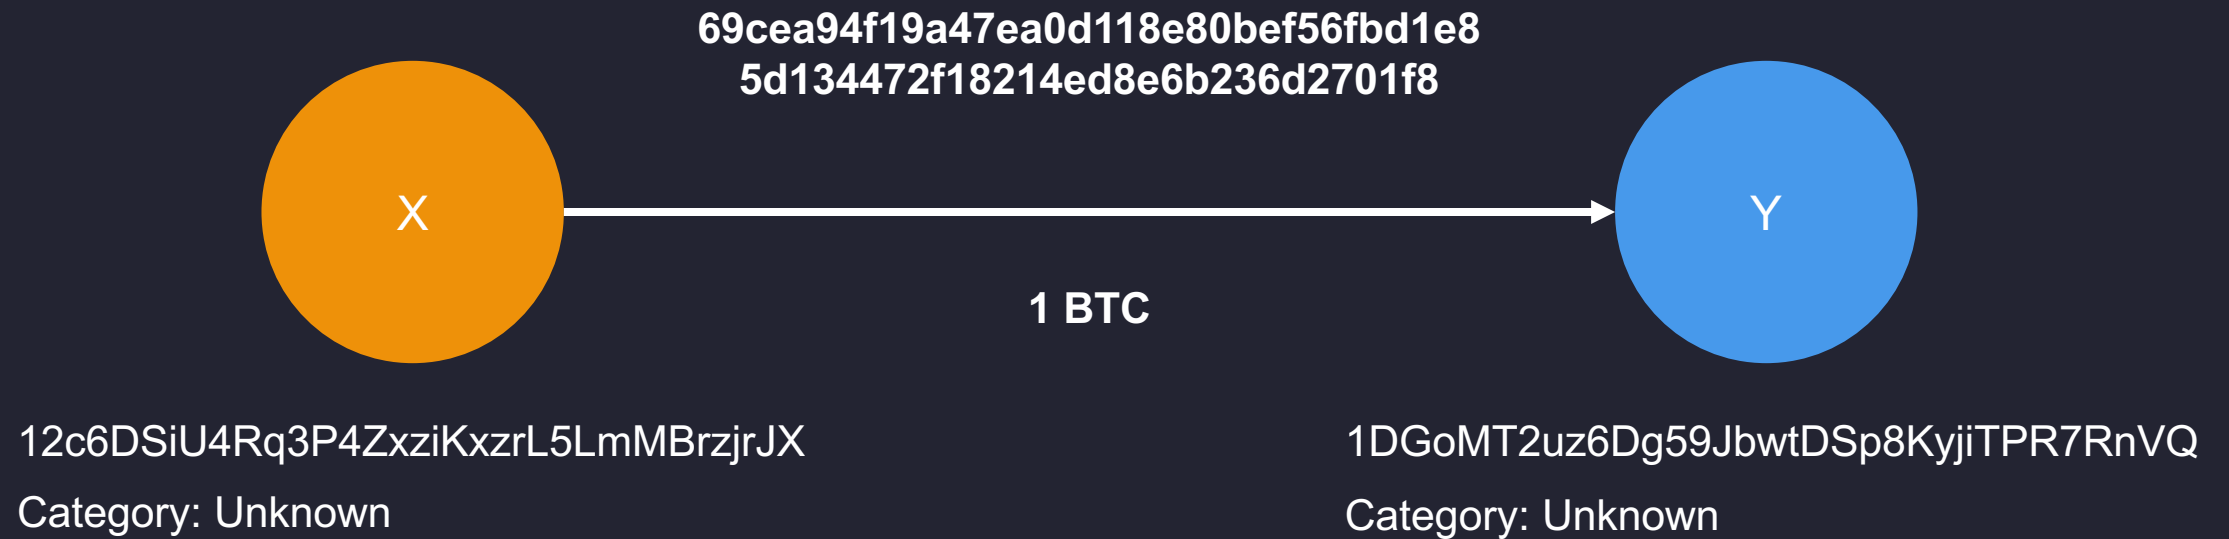 69cea94f19a47ea0d118e80bef56fbd1e8
5d134472f18214ed8e6b236d2701f8
X
Y
1 BTC
12c6DSiU4Rq3P4ZxziKxzrL5LmMBrzjrJX
1DGoMT2uz6Dg59JbwtDSp8KyjiTPR7RnVQ
Category: Unknown
Category: Unknown